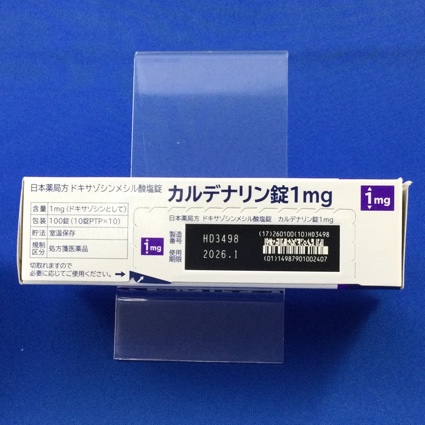 日本薬局方 ドキサゾシンメシル酸塩錠 カルデナリン錠1mg
1mg
含量 1mg(ドキサゾシンとして)
包装 100錠(10錠PTP×10)
貯法 室温保存
規制区分 処方箋医薬品
切取れますので
必要に応じてご使用ください。
日本薬局方 ドキサゾシンメシル酸塩錠 カルデナリン錠1mg
1mg
製造番号 HD3498
使用期限 2026.1
(17)260100(10)HD3498
(01)14987901002407